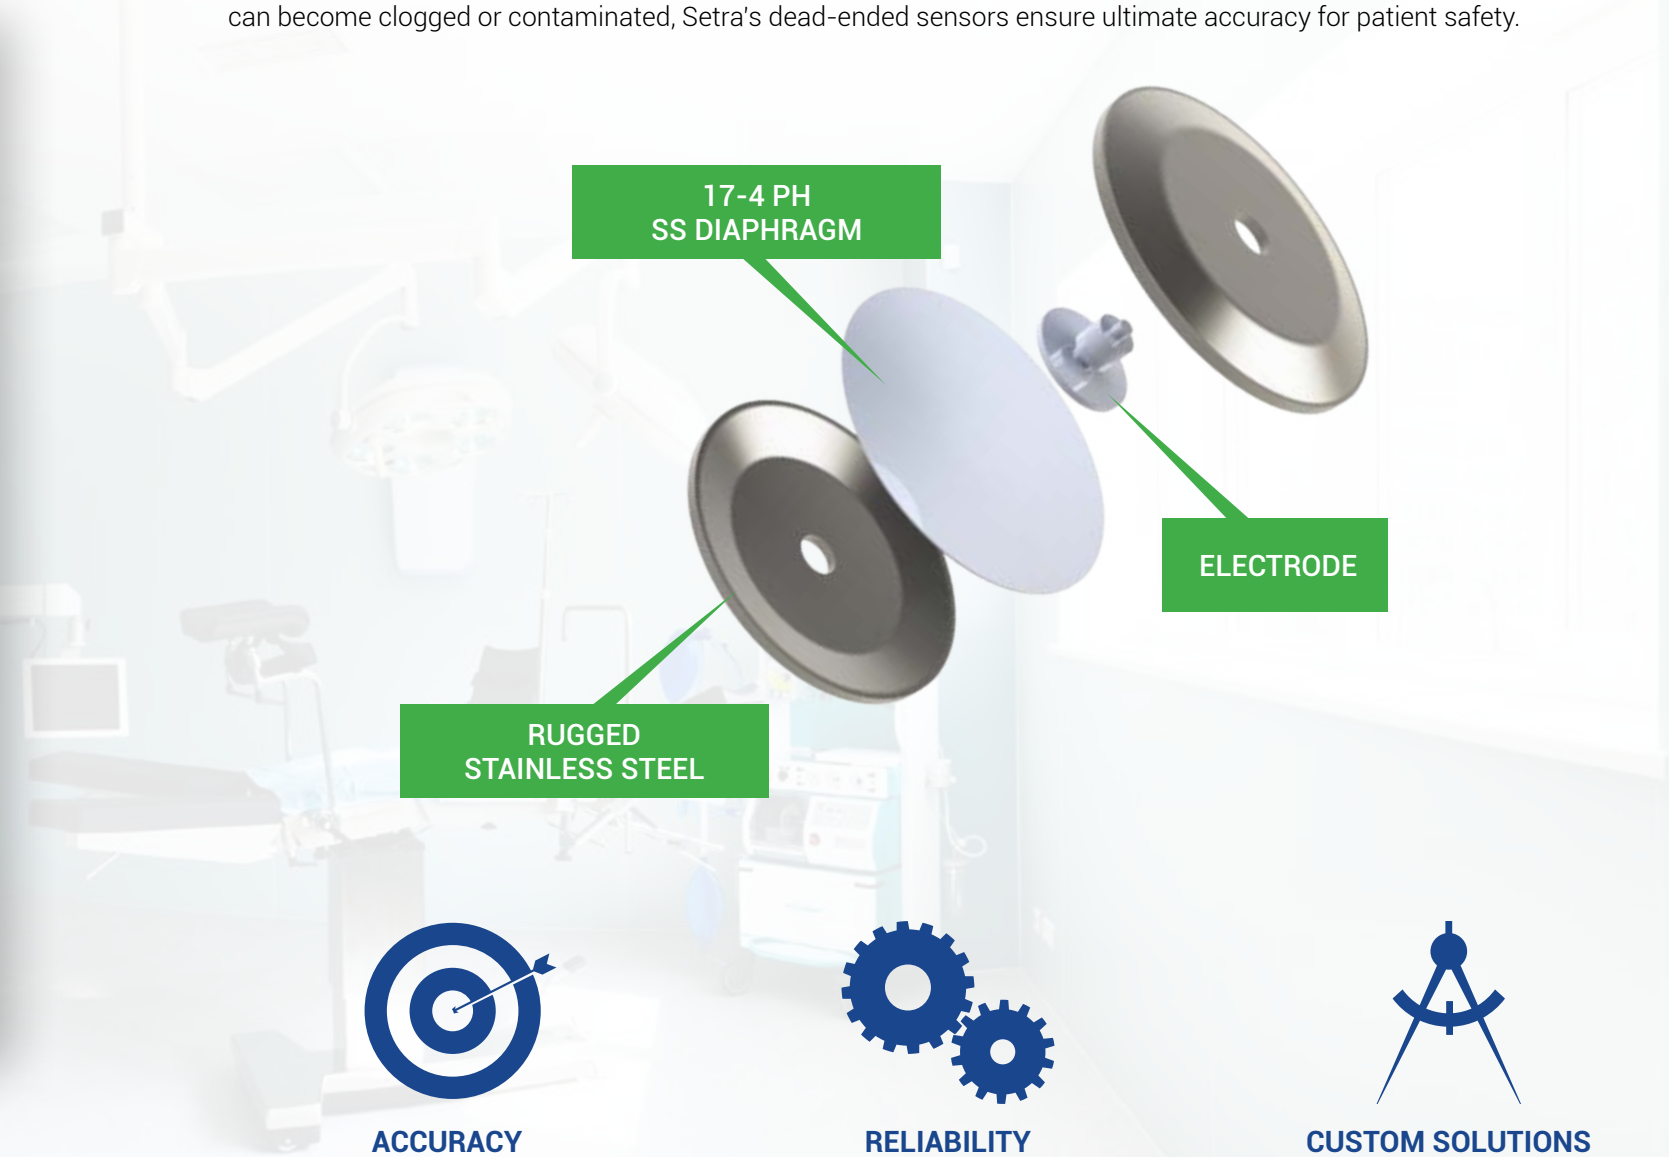 can become clogged or contaminated, Setra's dead-ended sensors ensure ultimate accuracy for patient safety.
17-4 PH
SS DIAPHRAGM
ELECTRODE
RUGGED
STAINLESS STEEL
ACCURACY
RELIABILITY
CUSTOM SOLUTIONS